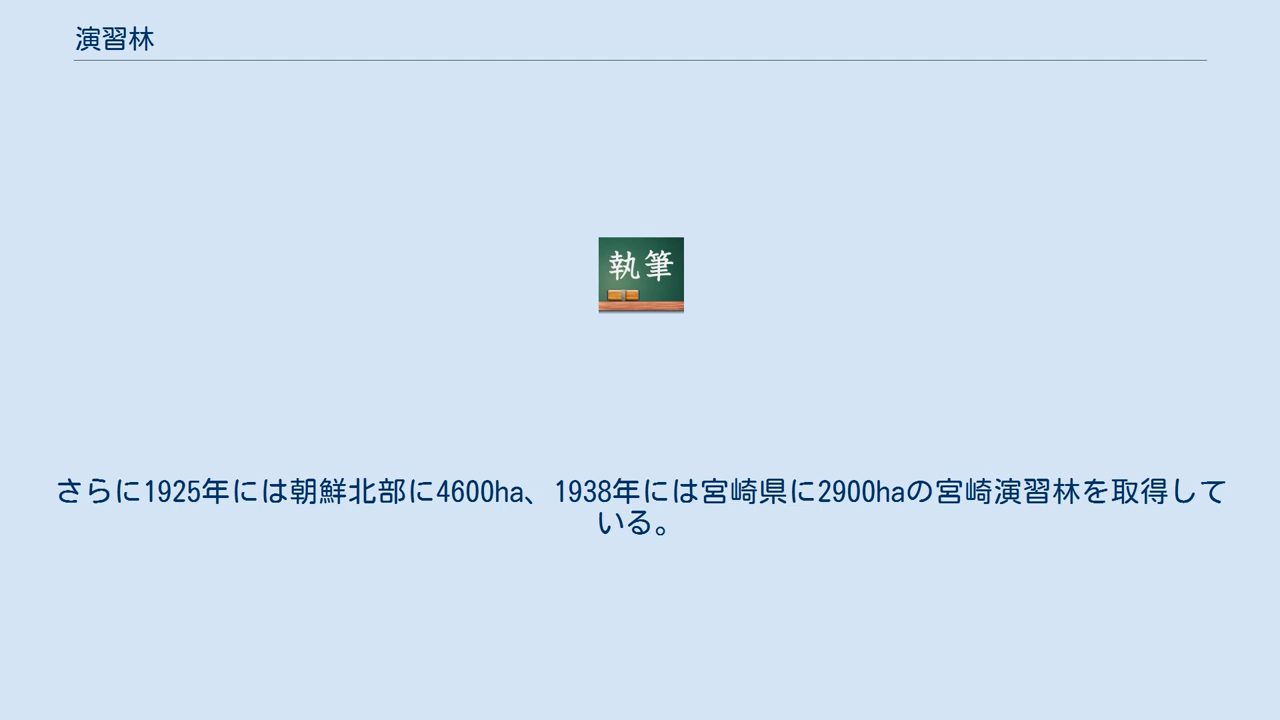 演習林
執筆
さらに1925年には朝鮮北部に4600ha、1938年には宮崎県に2900haの宮崎演習林を取得して
いる。